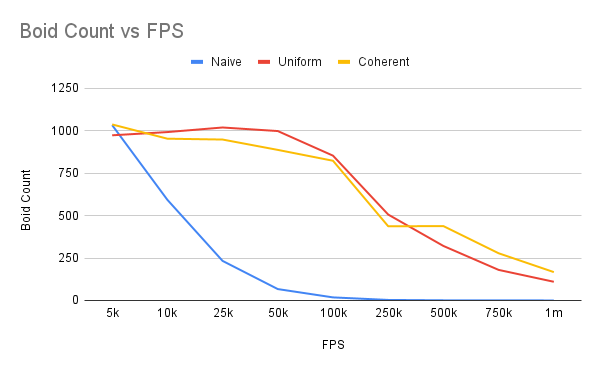 Boid Count vs FPS
Naive Uniform Coherent
1250
1000
750
500
250
0
Boid Count
5k 10k 25k 50k 100k 250k 500k 750k 1m
FPS